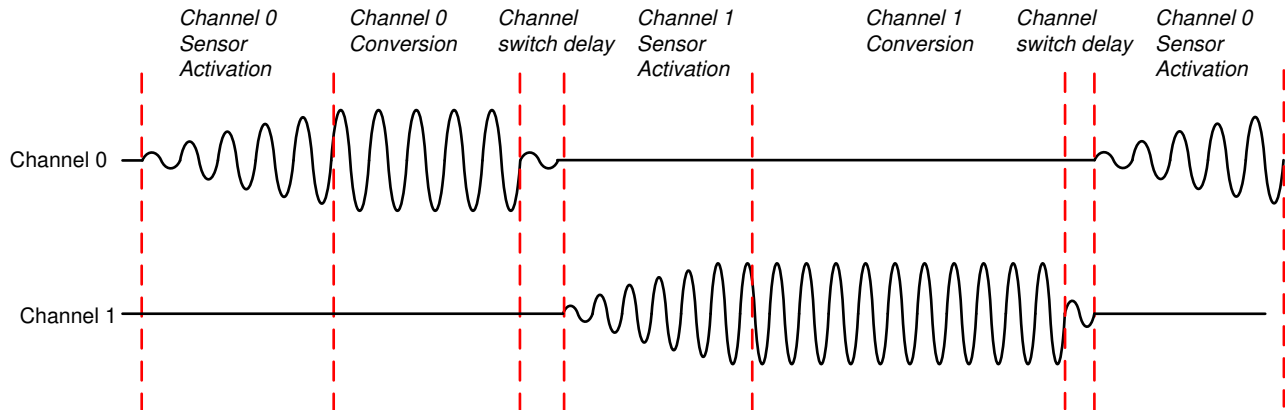 Channel 0
Sensor
Activation
Channel 0
Conversion
Channel
switch delay
Channel 1
Sensor
Activation
Channel 1
Conversion
Channel
switch delay
Channel 0
Sensor
Activation
Channel 0
Channel 1